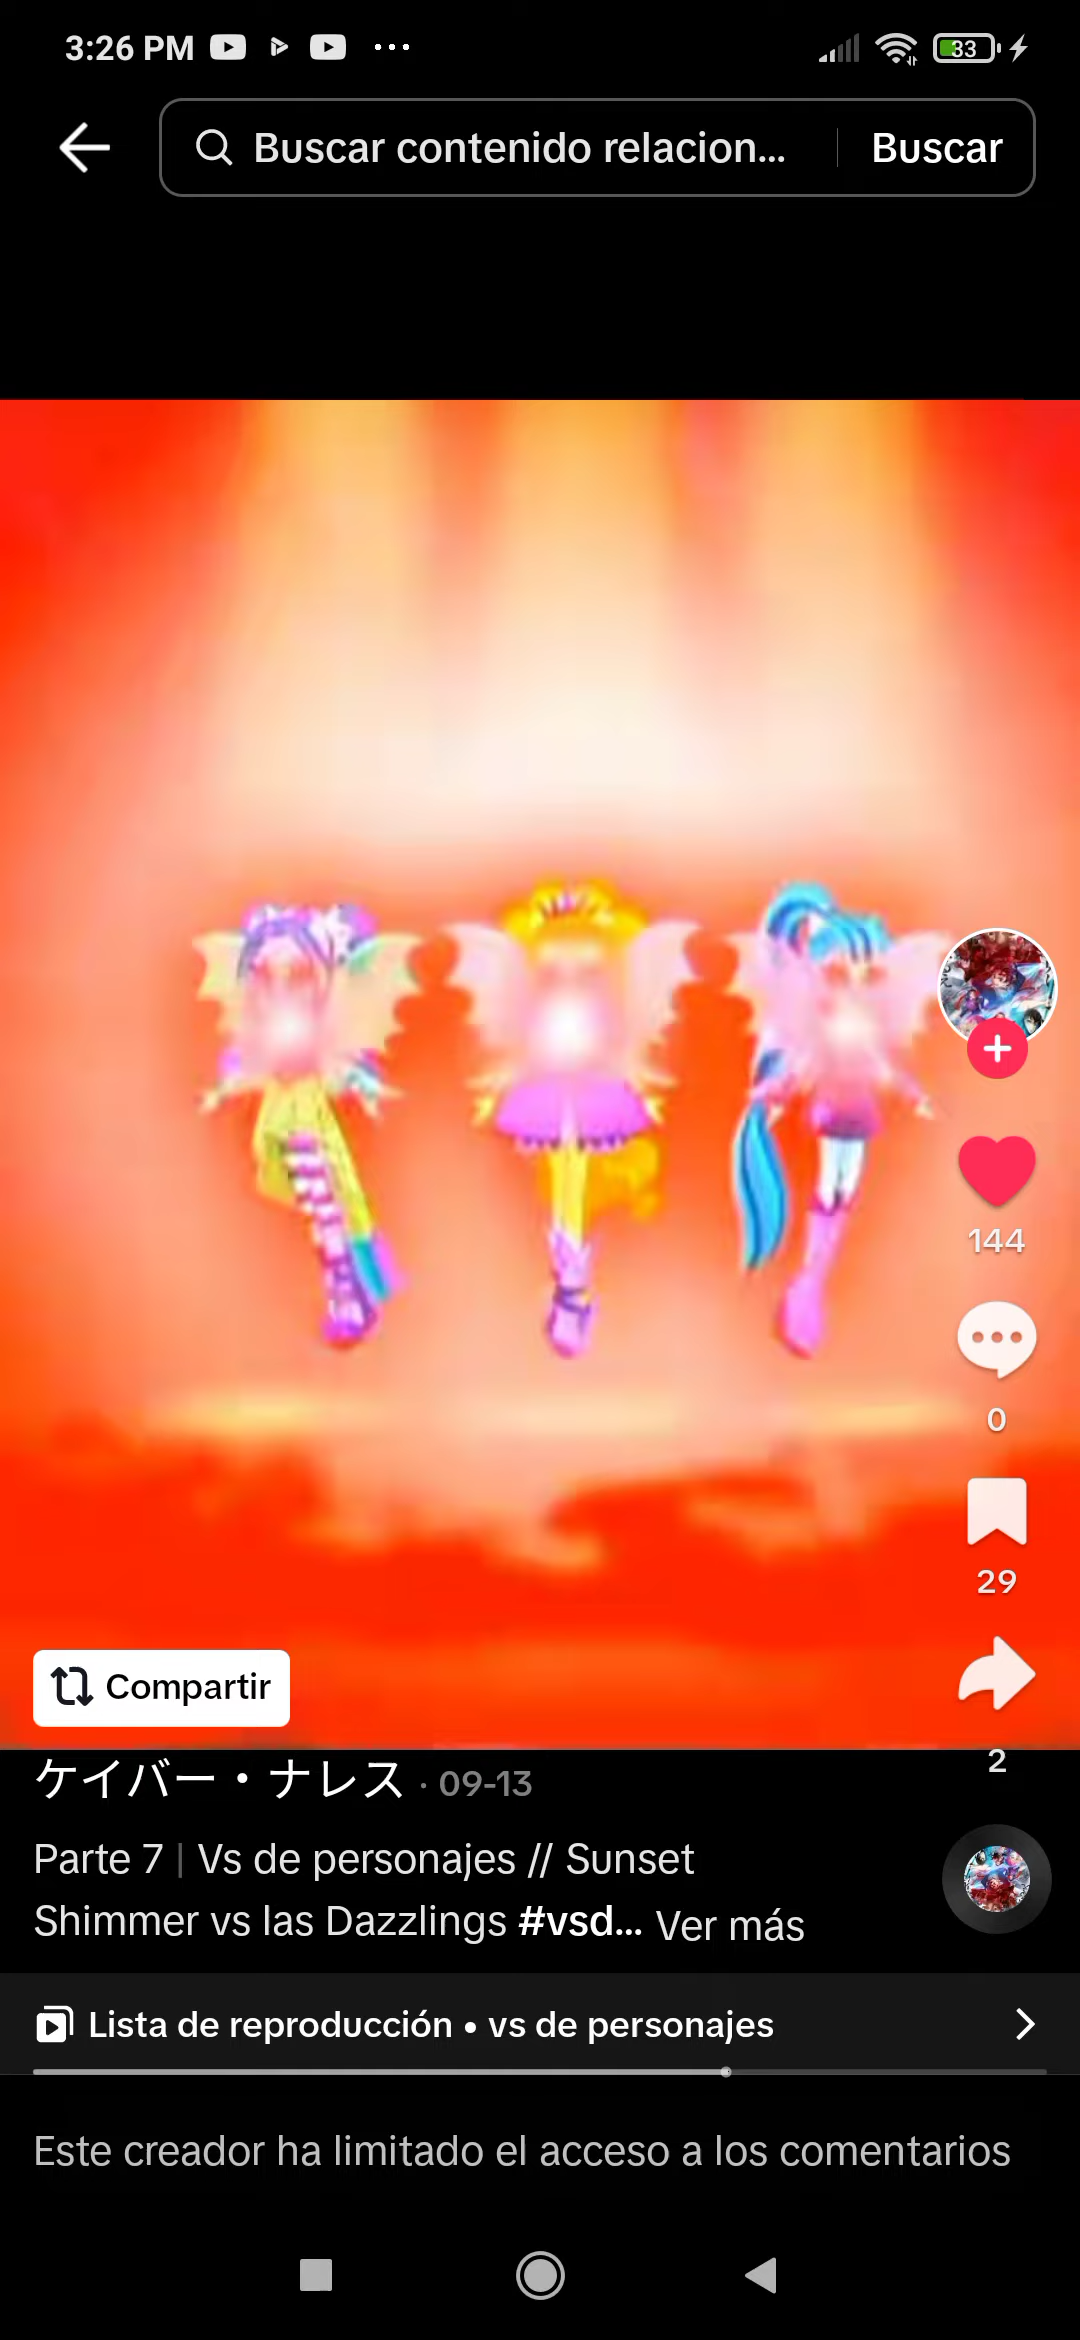 3:26 PM
33
Buscar contenido relacion...
Buscar
144
0
29
Compartir
2
ケイバー・ナレス · 09-13
Parte 7 | Vs de personajes // Sunset
Shimmer vs las Dazzlings #vsd... Ver más
Lista de reproducción • vs de personajes
Este creador ha limitado el acceso a los comentarios